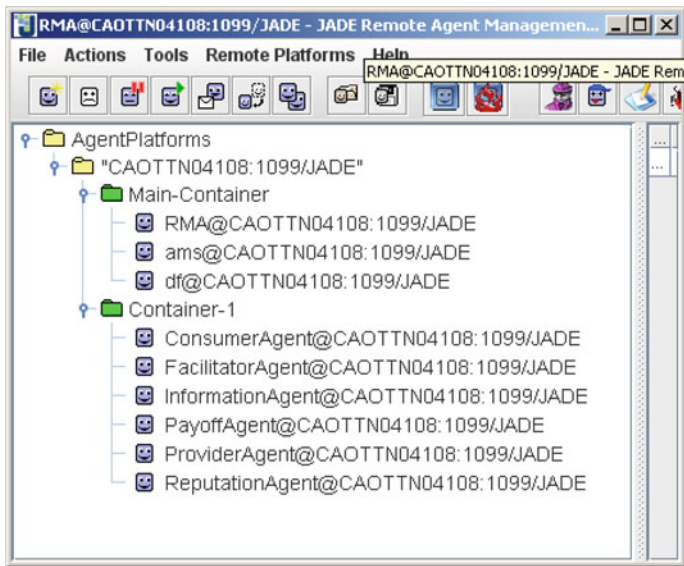 RMA@CAOTTN04108:1099/JADE - JADE Remote Agent Managemen...
File Actions Tools Remote Platforms Help
RMA@CAOTTN04108:1099/JADE - JADE Rem
AgentPlatforms
...
"CAOTTN04108:1099/JADE"
...
Main-Container
RMA@CAOTTN04108:1099/JADE
ams@CAOTTN04108:1099/JADE
df@CAOTTN04108:1099/JADE
Container-1
ConsumerAgent@CAOTTN04108:1099/JADE
FacilitatorAgent@CAOTTN04108:1099/JADE
InformationAgent@CAOTTN04108:1099/JADE
PayoffAgent@CAOTTN04108:1099/JADE
ProviderAgent@CAOTTN04108:1099/JADE
ReputationAgent@CAOTTN04108:1099/JADE